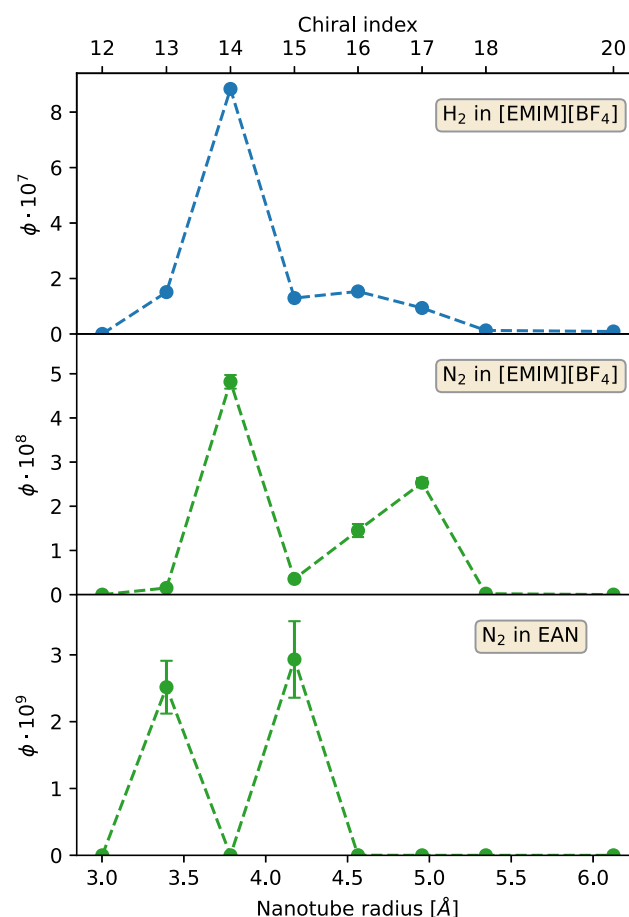 Chiral index
12 13 14 15 16 17 18 20
H₂ in [EMIM][BF₄]
ϕ · 10⁷
8
6
4
2
0
N₂ in [EMIM][BF₄]
ϕ · 10⁸
5
4
3
2
1
0
N₂ in EAN
ϕ · 10⁹
3
2
1
0
3.0 3.5 4.0 4.5 5.0 5.5 6.0
Nanotube radius [Å]